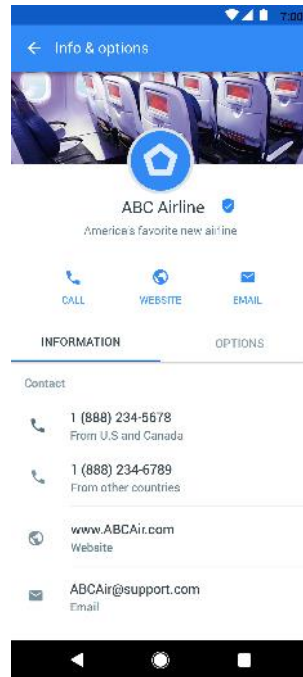 7:00
Info & options
ABC Airline
America's favorite new airline
CALL WEBSITE EMAIL
INFORMATION OPTIONS
Contact
1 (888) 234-5678
From U.S and Canada
1 (888) 234-6789
From other countries
www.ABCAir.com
Website
ABCAir@support.com
Email